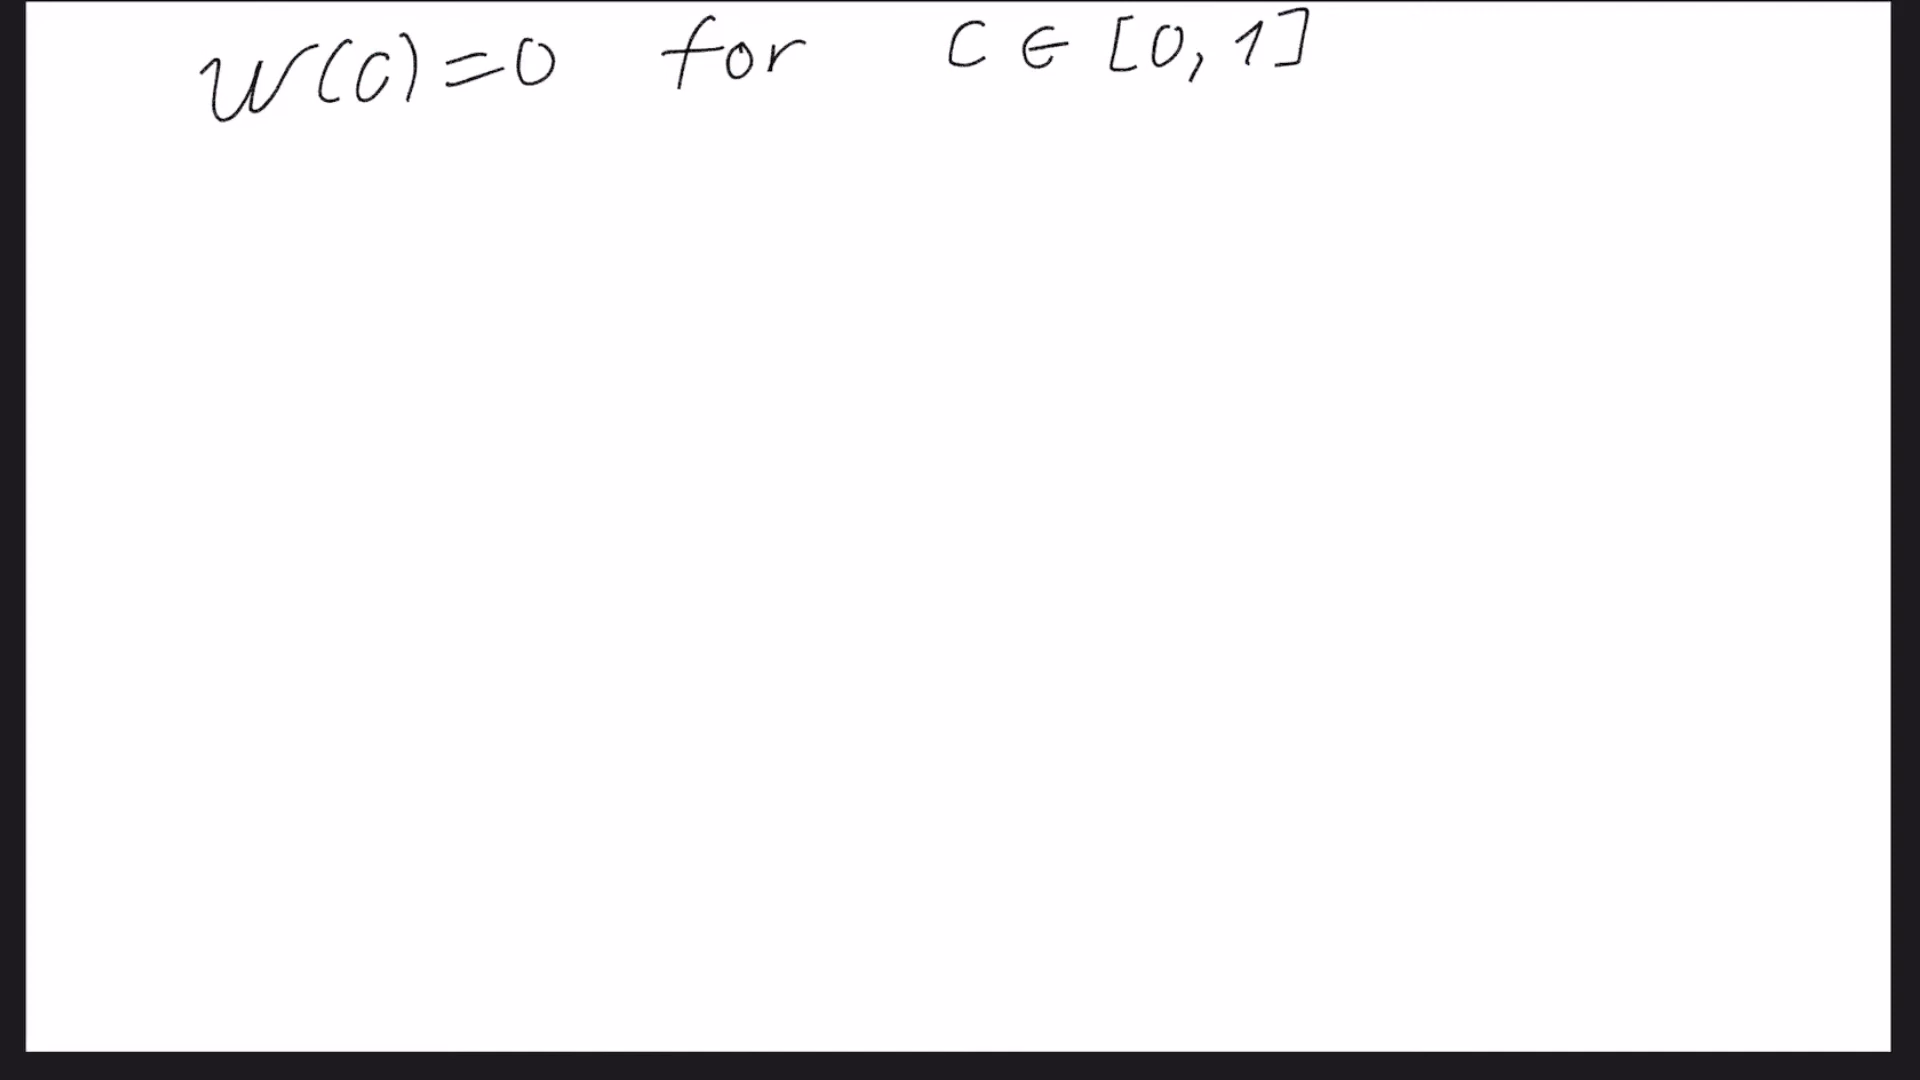 w(c)=0 for c ∈ [0, 1]